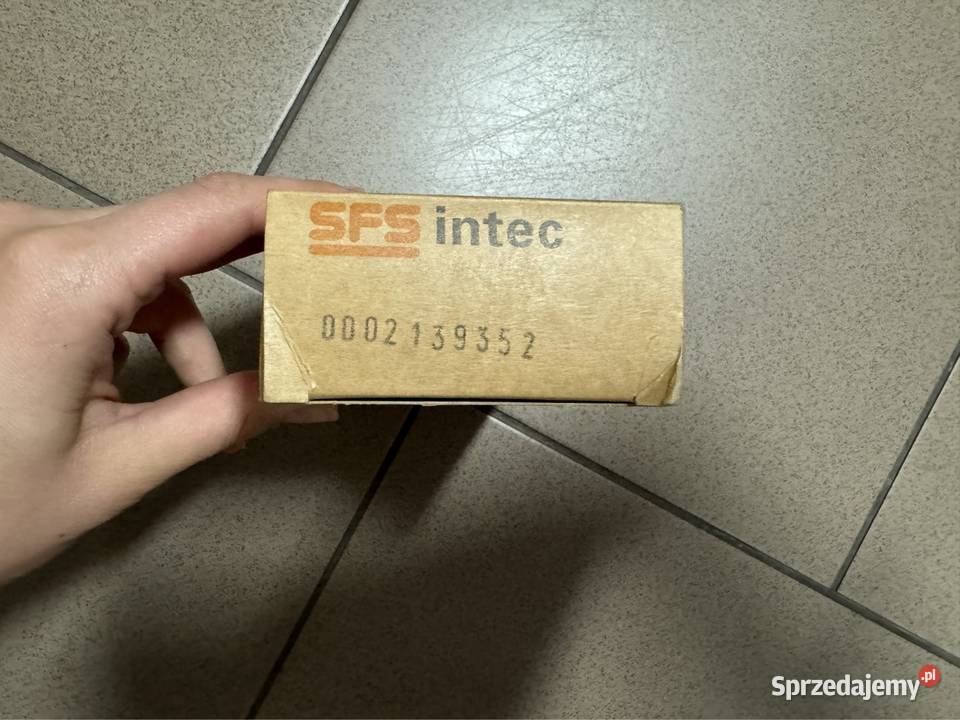 SFS intec
0002139352
Sprzedajemy.pl